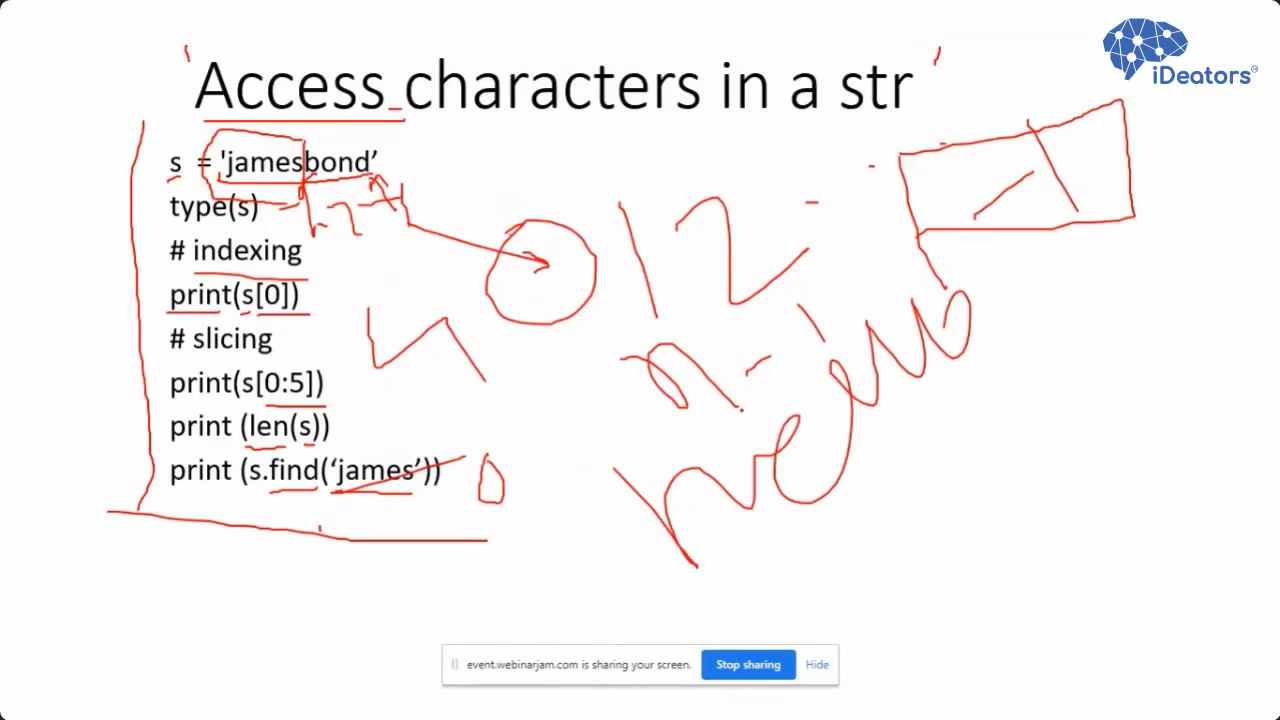 iDeators
Access characters in a str
s = 'jamesbond’
type(s)
# indexing
print(s[0])
# slicing
print(s[0:5])
print (len(s))
print (s.find(‘james’))
0
event.webinarjam.com is sharing your screen. Stop sharing Hide